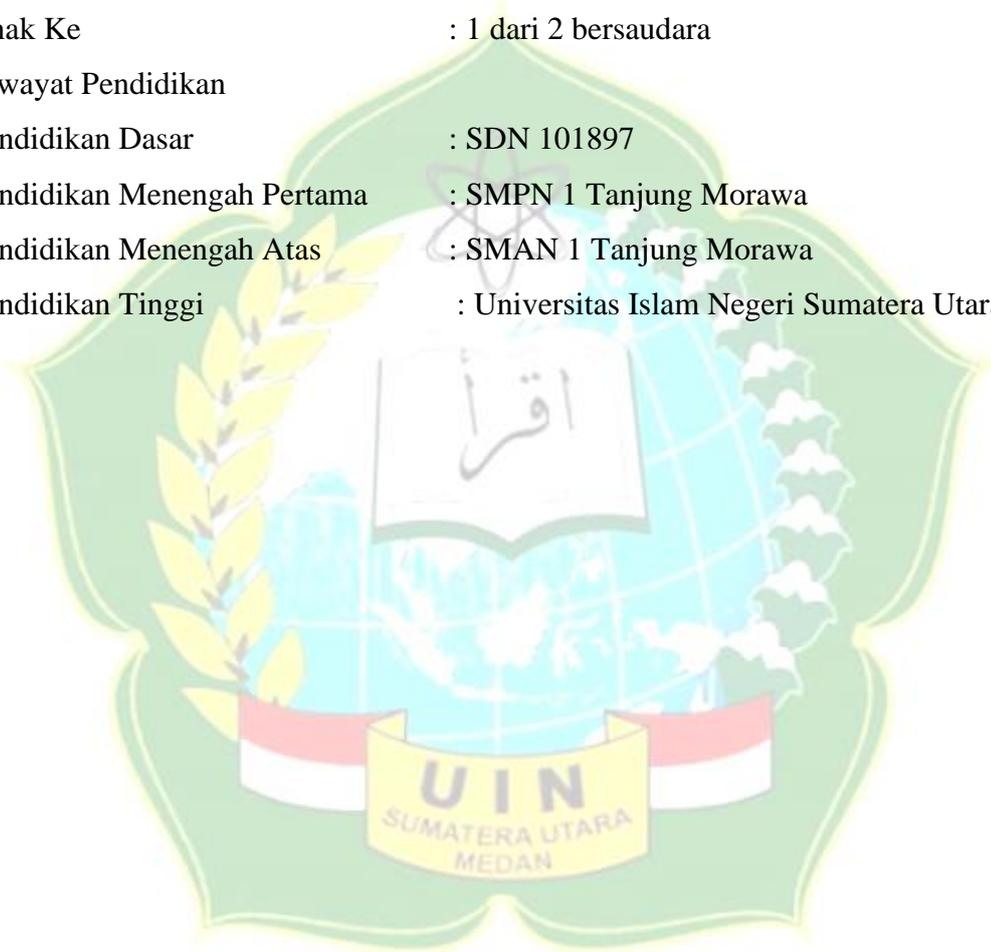 nak Ke : 1 dari 2 bersaudara
wayat Pendidikan
ndidikan Dasar : SDN 101897
ndidikan Menengah Pertama : SMPN 1 Tanjung Morawa
ndidikan Menengah Atas : SMAN 1 Tanjung Morawa
ndidikan Tinggi : Universitas Islam Negeri Sumatera Utar
اقرأ
UIN
SUMATERA UTARA
MEDAN